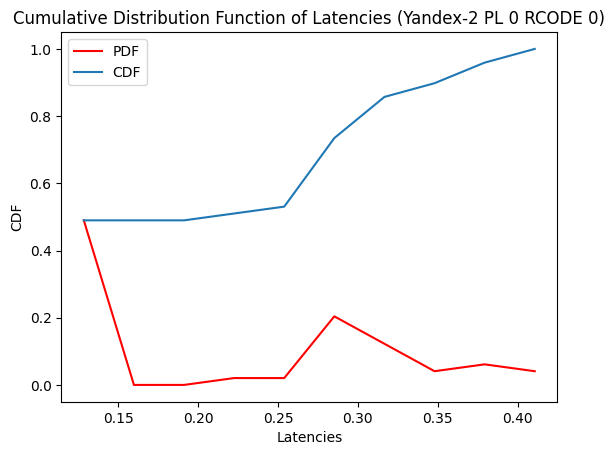 Cumulative Distribution Function of Latencies (Yandex-2 PL 0 RCODE 0)
PDF
CDF
1.0
0.8
0.6
0.4
0.2
0.0
CDF
0.15
0.20
0.25
0.30
0.35
0.40
Latencies